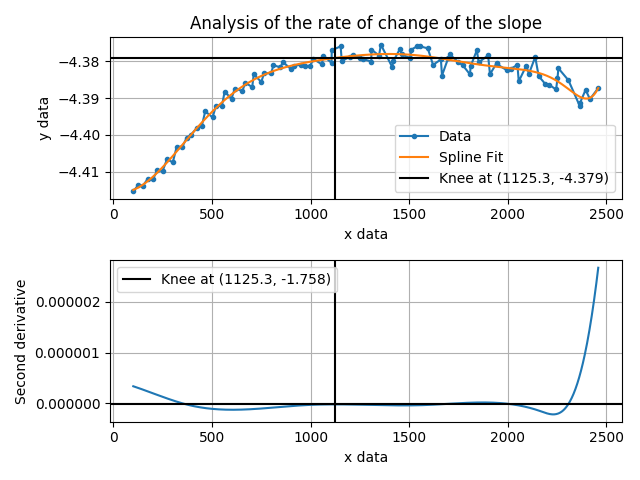 Analysis of the rate of change of the slope
−4.38
−4.39
−4.40
−4.41
y data
Data
Spline Fit
Knee at (1125.3, -4.379)
0
500
1000
1500
2000
2500
x data
Knee at (1125.3, -1.758)
0.000002
0.000001
0.000000
Second derivative
0
500
1000
1500
2000
2500
x data